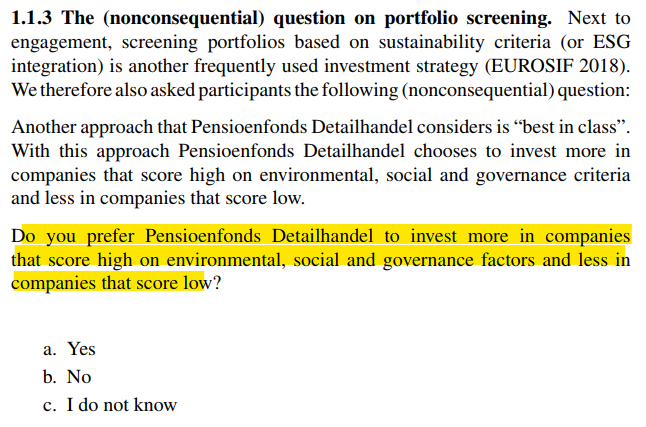 1.1.3 The (nonconsequential) question on portfolio screening. Next to
engagement, screening portfolios based on sustainability criteria (or ESG
integration) is another frequently used investment strategy (EUROSIF 2018).
We therefore also asked participants the following (nonconsequential) question:
Another approach that Pensioenfonds Detailhandel considers is “best in class”.
With this approach Pensioenfonds Detailhandel chooses to invest more in
companies that score high on environmental, social and governance criteria
and less in companies that score low.
Do you prefer Pensioenfonds Detailhandel to invest more in companies
that score high on environmental, social and governance factors and less in
companies that score low?
a. Yes
b. No
c. I do not know